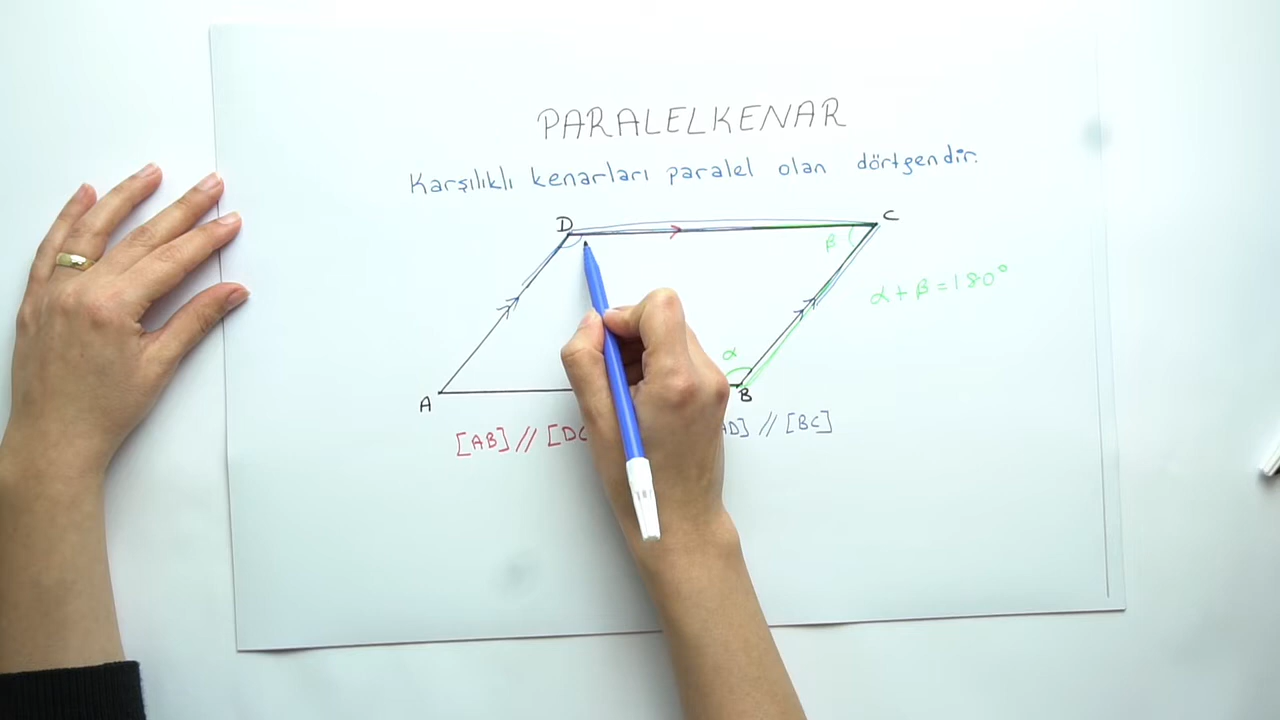 PARALELKENAR
Karşılıklı kenarları paralel olan dörtgendir.
D
C
β
α+β=180°
α
A
B
[AB] // [DC
AD] // [BC]